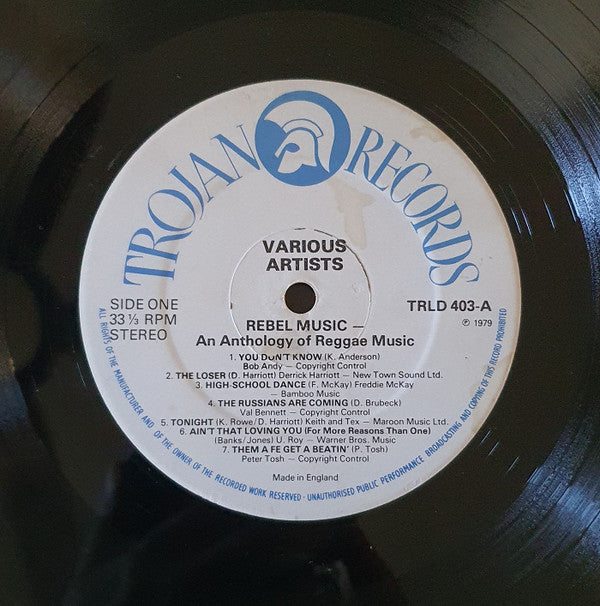 TROJAN RECORDS
VARIOUS
ARTISTS
SIDE ONE
33 ⅓ RPM
STEREO
TRLD 403-A
℗ 1979
REBEL MUSIC —
An Anthology of Reggae Music
1. YOU DON'T KNOW (K. Anderson)
Bob Andy — Copyright Control
2. THE LOSER (D. Harriott) Derrick Harriott — New Town Sound Ltd.
3. HIGH-SCHOOL DANCE (F. McKay) Freddie McKay
— Bamboo Music
4. THE RUSSIANS ARE COMING (D. Brubeck)
Val Bennett — Copyright Control
5. TONIGHT (K. Rowe / D. Harriott) Keith and Tex — Maroon Music Ltd.
6. AIN'T THAT LOVING YOU (For More Reasons Than One)
(Banks/Jones) U. Roy — Warner Bros. Music
7. THEM A FE GET A BEATIN' (P. Tosh)
Peter Tosh — Copyright Control
Made in England
ALL RIGHTS OF THE MANUFACTURER AND OF THE OWNER OF THE RECORDED WORK RESERVED · UNAUTHORISED PUBLIC PERFORMANCE BROADCASTING AND COPYING OF THIS RECORD PROHIBITED